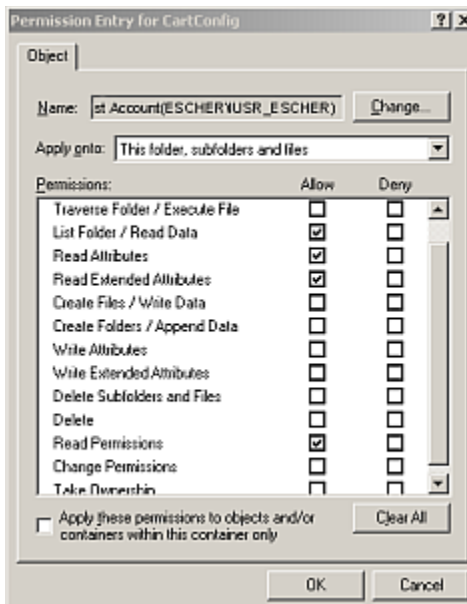 Permission Entry for CartConfig
Object
Name: st Account(ESCHER\IUSR_ESCHER) Change...
Apply onto: This folder, subfolders and files
Permissions: Allow Deny
Traverse Folder / Execute File
List Folder / Read Data
Read Attributes
Read Extended Attributes
Create Files / Write Data
Create Folders / Append Data
Write Attributes
Write Extended Attributes
Delete Subfolders and Files
Delete
Read Permissions
Change Permissions
Take Ownership
Apply these permissions to objects and/or
containers within this container only
Clear All
OK Cancel